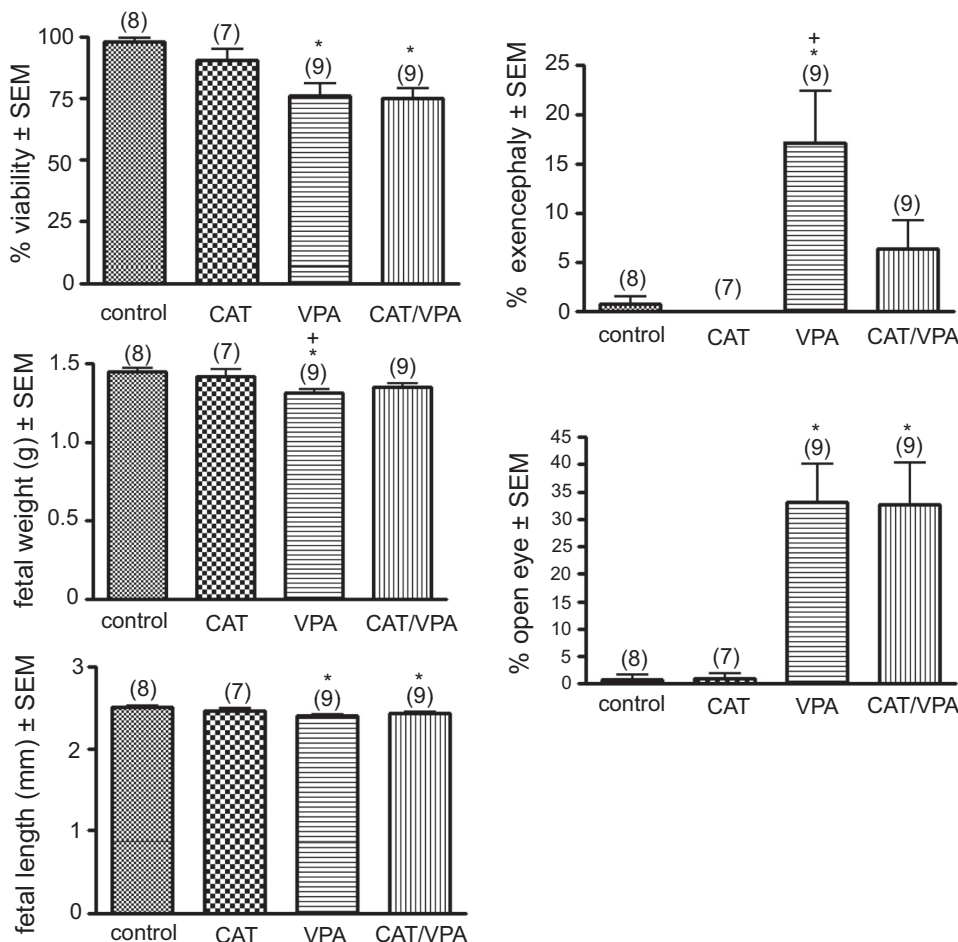 % viability ± SEM
100
75
50
25
0
(8)
(7)
*
(9)
*
(9)
control
CAT
VPA
CAT/VPA
fetal weight (g) ± SEM
1.5
1.0
0.5
0
(8)
(7)
+
*
(9)
(9)
control
CAT
VPA
CAT/VPA
fetal length (mm) ± SEM
3
2
1
0
(8)
(7)
*
(9)
*
(9)
control
CAT
VPA
CAT/VPA
% exencephaly ± SEM
25
20
15
10
5
0
(8)
(7)
+
*
(9)
(9)
control
CAT
VPA
CAT/VPA
% open eye ± SEM
45
40
35
30
25
20
15
10
5
0
(8)
(7)
*
(9)
*
(9)
control
CAT
VPA
CAT/VPA